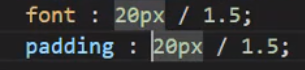 font : 20px / 1.5;
padding : 20px / 1.5;